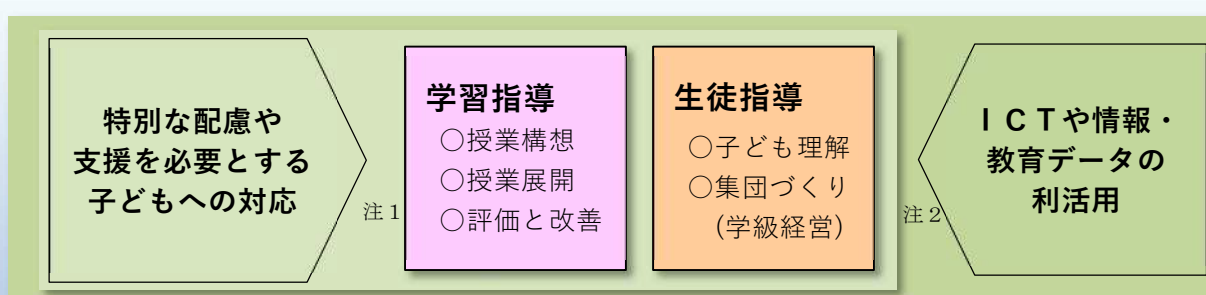 特別な配慮や
支援を必要とする
子どもへの対応
注１
学習指導
○授業構想
○授業展開
○評価と改善
生徒指導
○子ども理解
○集団づくり
(学級経営)
注２
ＩＣＴや情報・
教育データの
利活用